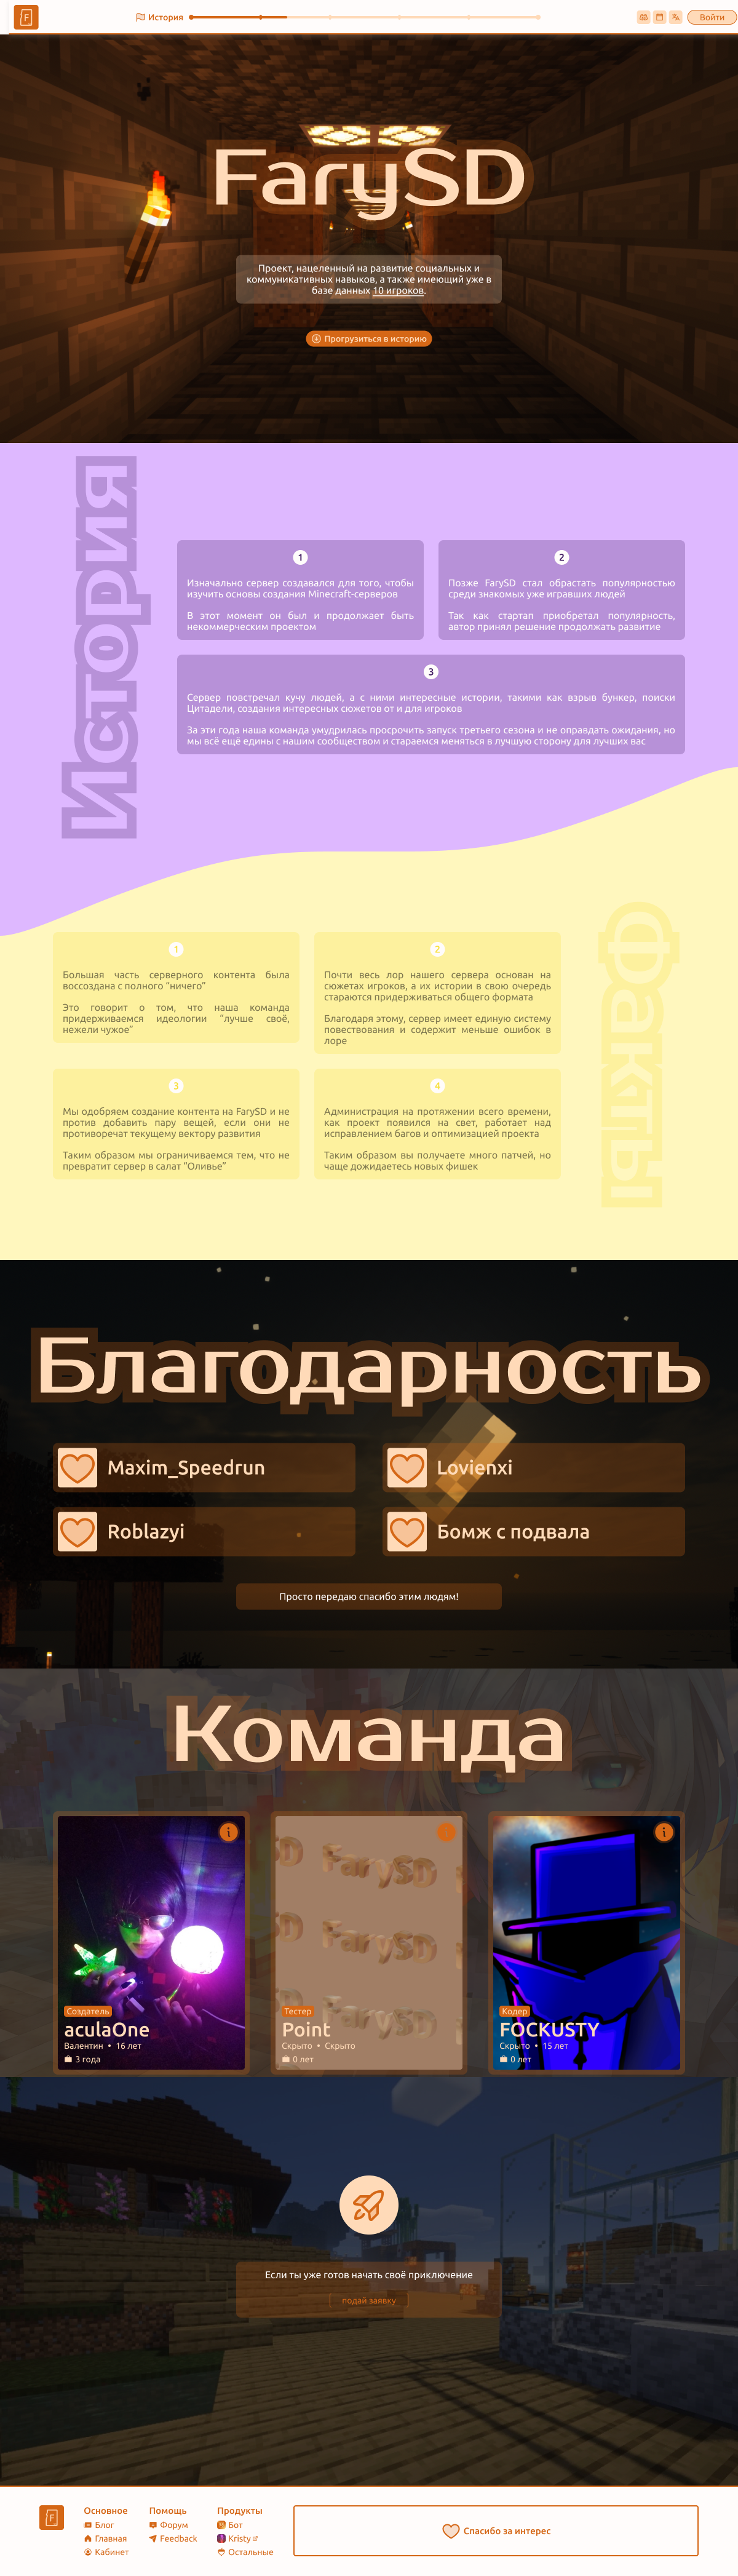 F
История
Войти
FarySD
Проект, нацеленный на развитие социальных и
коммуникативных навыков, а также имеющий уже в
базе данных 10 игроков.
Прогрузиться в историю
История
1
Изначально сервер создавался для того, чтобы
изучить основы создания Minecraft-серверов
В этот момент он был и продолжает быть
некоммерческим проектом
2
Позже FarySD стал обрастать популярностью
среди знакомых уже игравших людей
Так как стартап приобретал популярность,
автор принял решение продолжать развитие
3
Сервер повстречал кучу людей, а с ними интересные истории, такими как взрыв бункер, поиски
Цитадели, создания интересных сюжетов от и для игроков
За эти года наша команда умудрилась просрочить запуск третьего сезона и не оправдать ожидания, но
мы всё ещё едины с нашим сообществом и стараемся меняться в лучшую сторону для лучших вас
Факты
1
Большая часть серверного контента была
воссоздана с полного "ничего"
Это говорит о том, что наша команда
придерживаемся идеологии "лучше своё,
нежели чужое"
2
Почти весь лор нашего сервера основан на
сюжетах игроков, а их истории в свою очередь
стараются придерживаться общего формата
Благодаря этому, сервер имеет единую систему
повествования и содержит меньше ошибок в
лоре
3
Мы одобряем создание контента на FarySD и не
против добавить пару вещей, если они не
противоречат текущему вектору развития
Таким образом мы ограничиваемся тем, что не
превратит сервер в салат "Оливье"
4
Администрация на протяжении всего времени,
как проект появился на свет, работает над
исправлением багов и оптимизацией проекта
Таким образом вы получаете много патчей, но
чаще дожидаетесь новых фишек
Благодарность
Maxim_Speedrun
Lovienxi
Roblazyi
Бомж с подвала
Просто передаю спасибо этим людям!
Команда
Создатель
aculaOne
Валентин • 16 лет
3 года
FarySD
FarySD
FarySD
Тестер
Point
Скрыто • Скрыто
0 лет
Кодер
FOCKUSTY
Скрыто • 15 лет
0 лет
Если ты уже готов начать своё приключение
подай заявку
F
Основное
Блог
Главная
Кабинет
Помощь
Форум
Feedback
Продукты
Бот
Kristy
Остальные
Спасибо за интерес